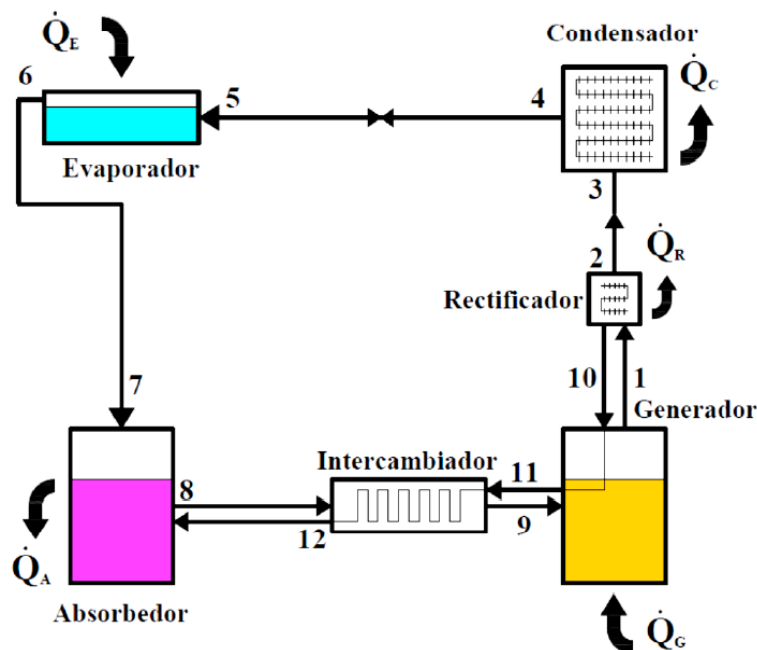 Q̇E
6
5
4
Condensador
Q̇C
Evaporador
3
2
Q̇R
Rectificador
7
10
1
Generador
Intercambiador
8
11
12
9
Q̇A
Absorbedor
Q̇G